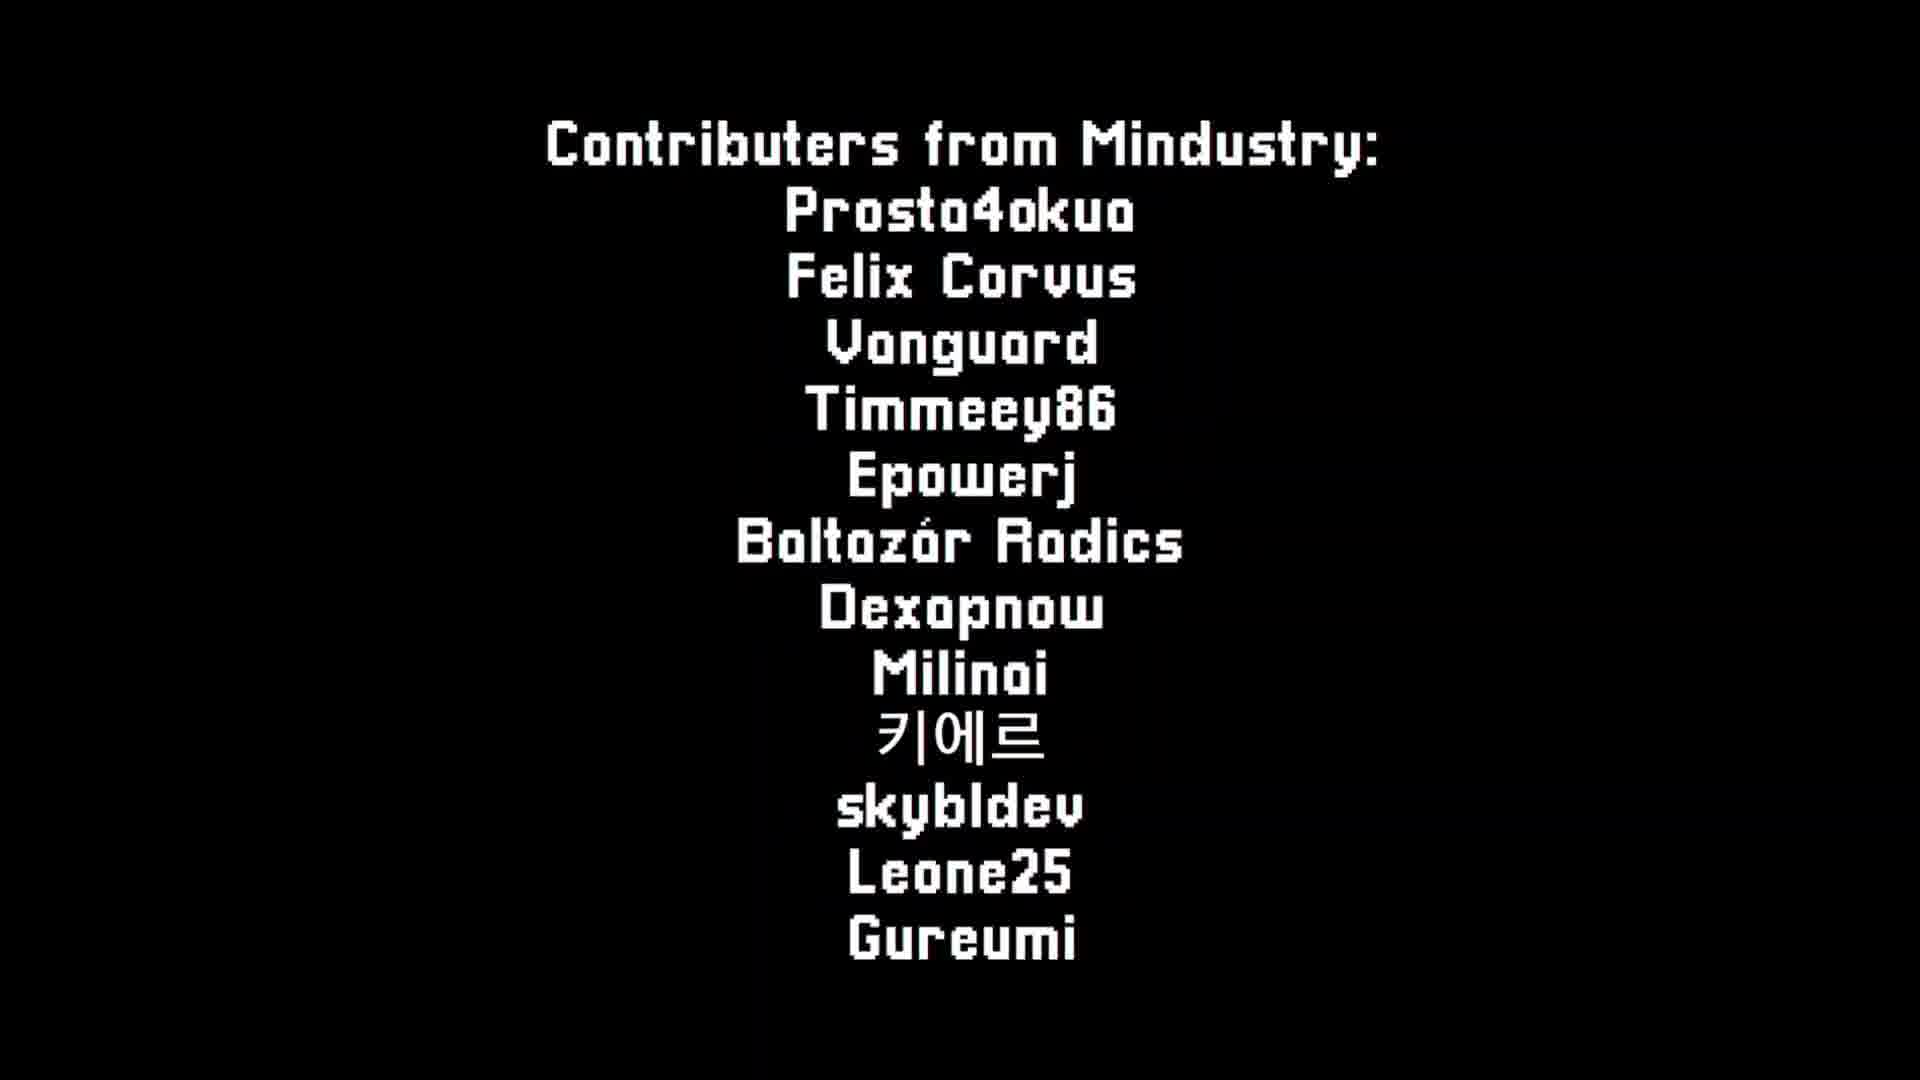 Contributers from Mindustry:
Prosta4okua
Felix Corvus
Vanguard
Timmeey86
Epowerj
Baltazár Radics
Dexapnow
Milinai
키에르
skybldev
Leone25
Gureumi